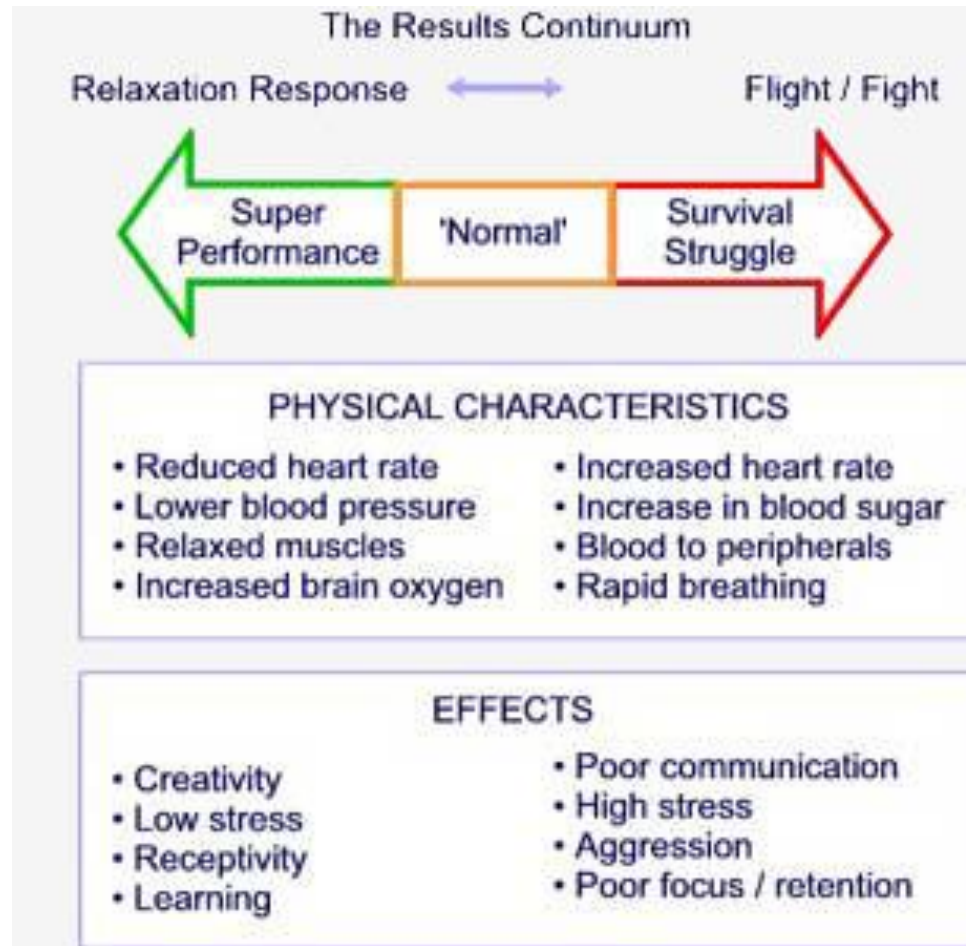 The Results Continuum
Relaxation Response Flight / Fight
Super Performance
'Normal'
Survival Struggle
PHYSICAL CHARACTERISTICS
• Reduced heart rate
• Lower blood pressure
• Relaxed muscles
• Increased brain oxygen
• Increased heart rate
• Increase in blood sugar
• Blood to peripherals
• Rapid breathing
EFFECTS
• Creativity
• Low stress
• Receptivity
• Learning
• Poor communication
• High stress
• Aggression
• Poor focus / retention